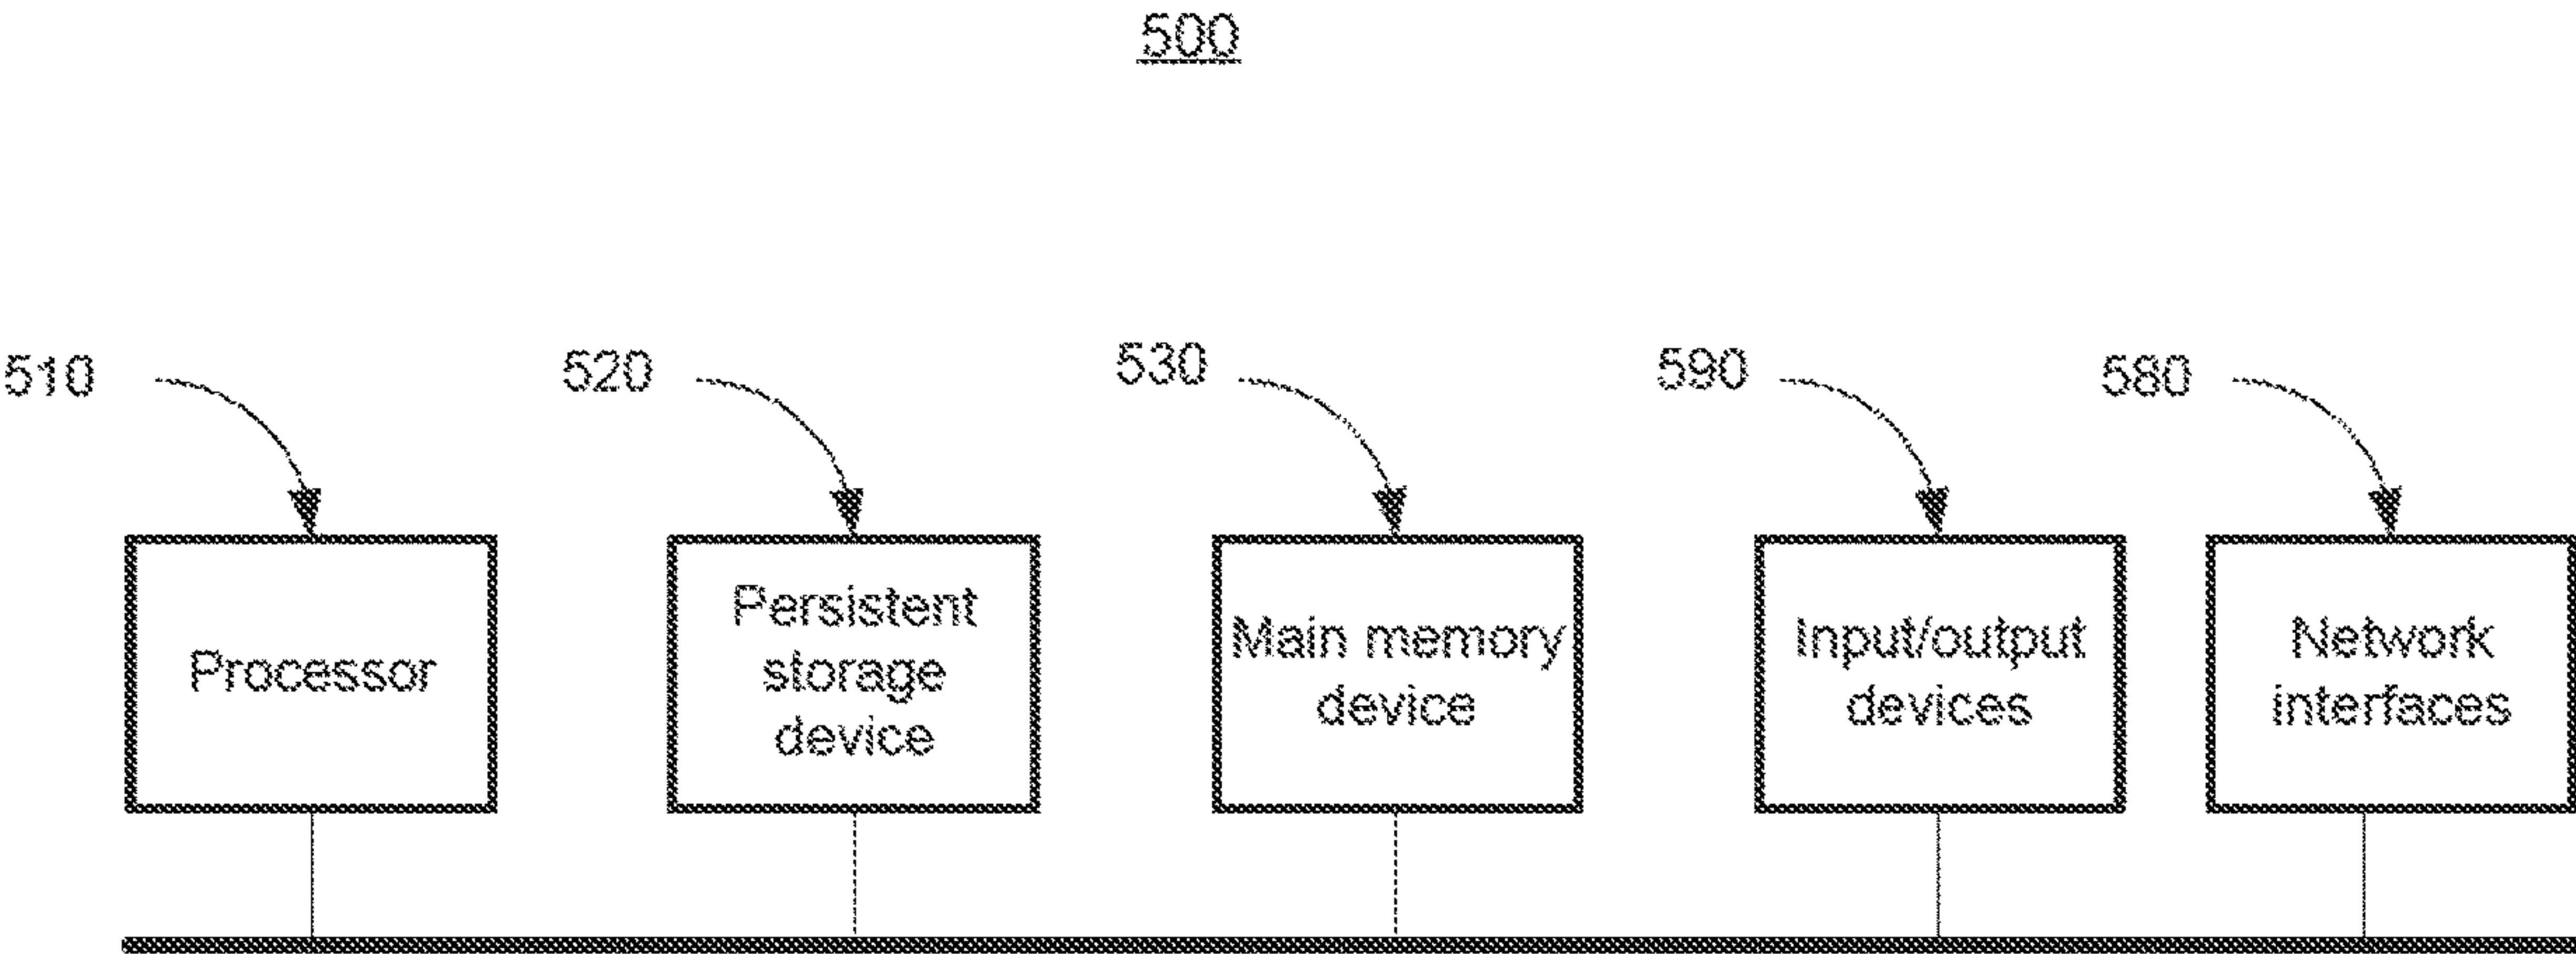 500
510
520
530
590
580
Processor
Persistent
storage
device
Main memory
device
Input/output
devices
Network
interfaces